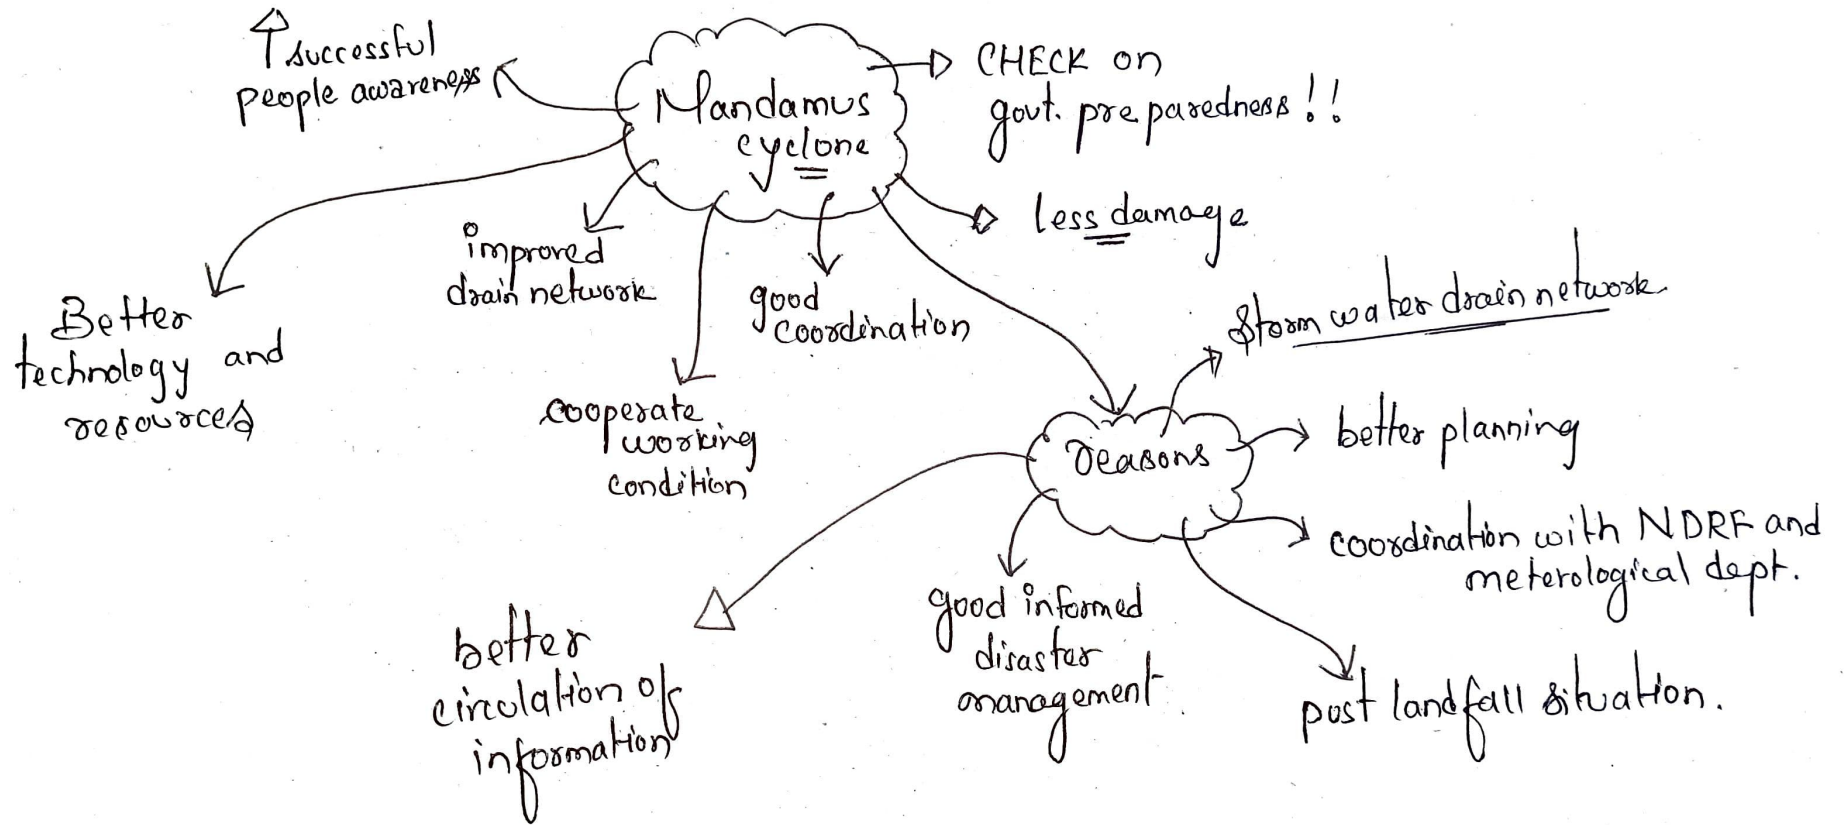 successful
people awareness
Mandamus
cyclone
CHECK on
govt. preparedness!!
less damage
improved
drain network
good
coordination
Better
technology and
resources
cooperate
working
condition
Storm water drain network.
reasons
better planning
coordination with NDRF and
meterological dept.
good informed
disaster
management.
better
circulation of
information
post landfall situation.